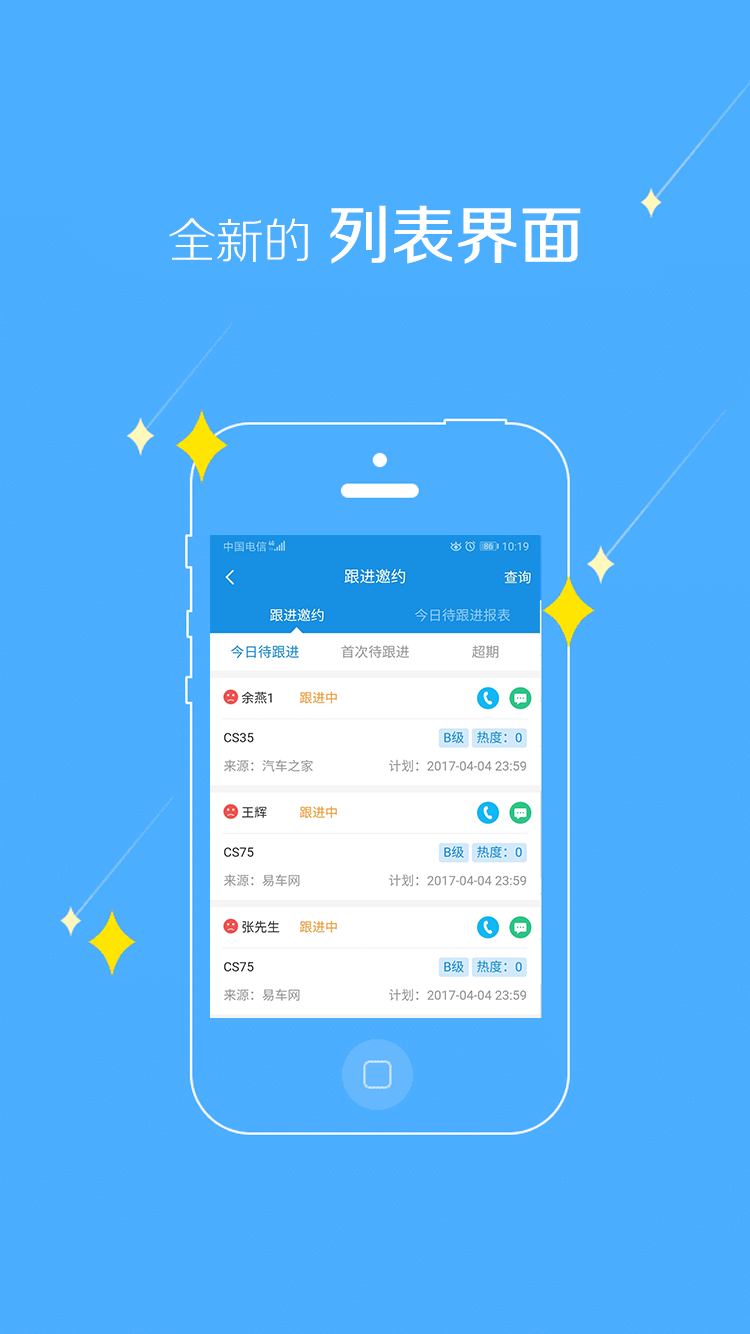 全新的 列表界面
中国电信 4G 86 10:19
跟进邀约 查询
跟进邀约 今日待跟进报表
今日待跟进 首次待跟进 超期
余燕1 跟进中
CS35 B级 热度：0
来源：汽车之家 计划：2017-04-04 23:59
王辉 跟进中
CS75 B级 热度：0
来源：易车网 计划：2017-04-04 23:59
张先生 跟进中
CS75 B级 热度：0
来源：易车网 计划：2017-04-04 23:59